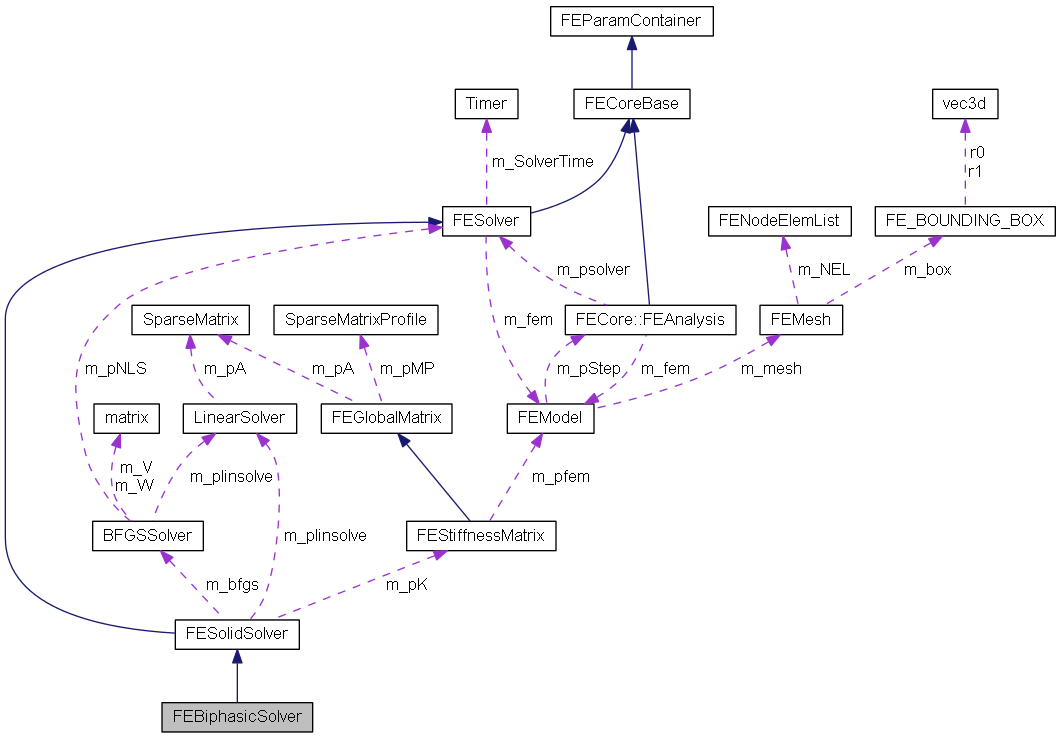 FEParamContainer
Timer
FECoreBase
vec3d
m_SolverTime
r0
r1
FESolver
FENodeElemList
FE_BOUNDING_BOX
m_psolver
m_NEL
m_box
SparseMatrix
SparseMatrixProfile
m_fem
FECore::FEAnalysis
FEMesh
m_pNLS
m_pA
m_pA
m_pMP
m_pStep
m_fem
m_mesh
matrix
LinearSolver
FEGlobalMatrix
FEModel
m_V
m_W
m_plinsolve
m_pfem
BFGSSolver
m_plinsolve
FEStiffnessMatrix
m_bfgs
m_pK
FESolidSolver
FEBiphasicSolver